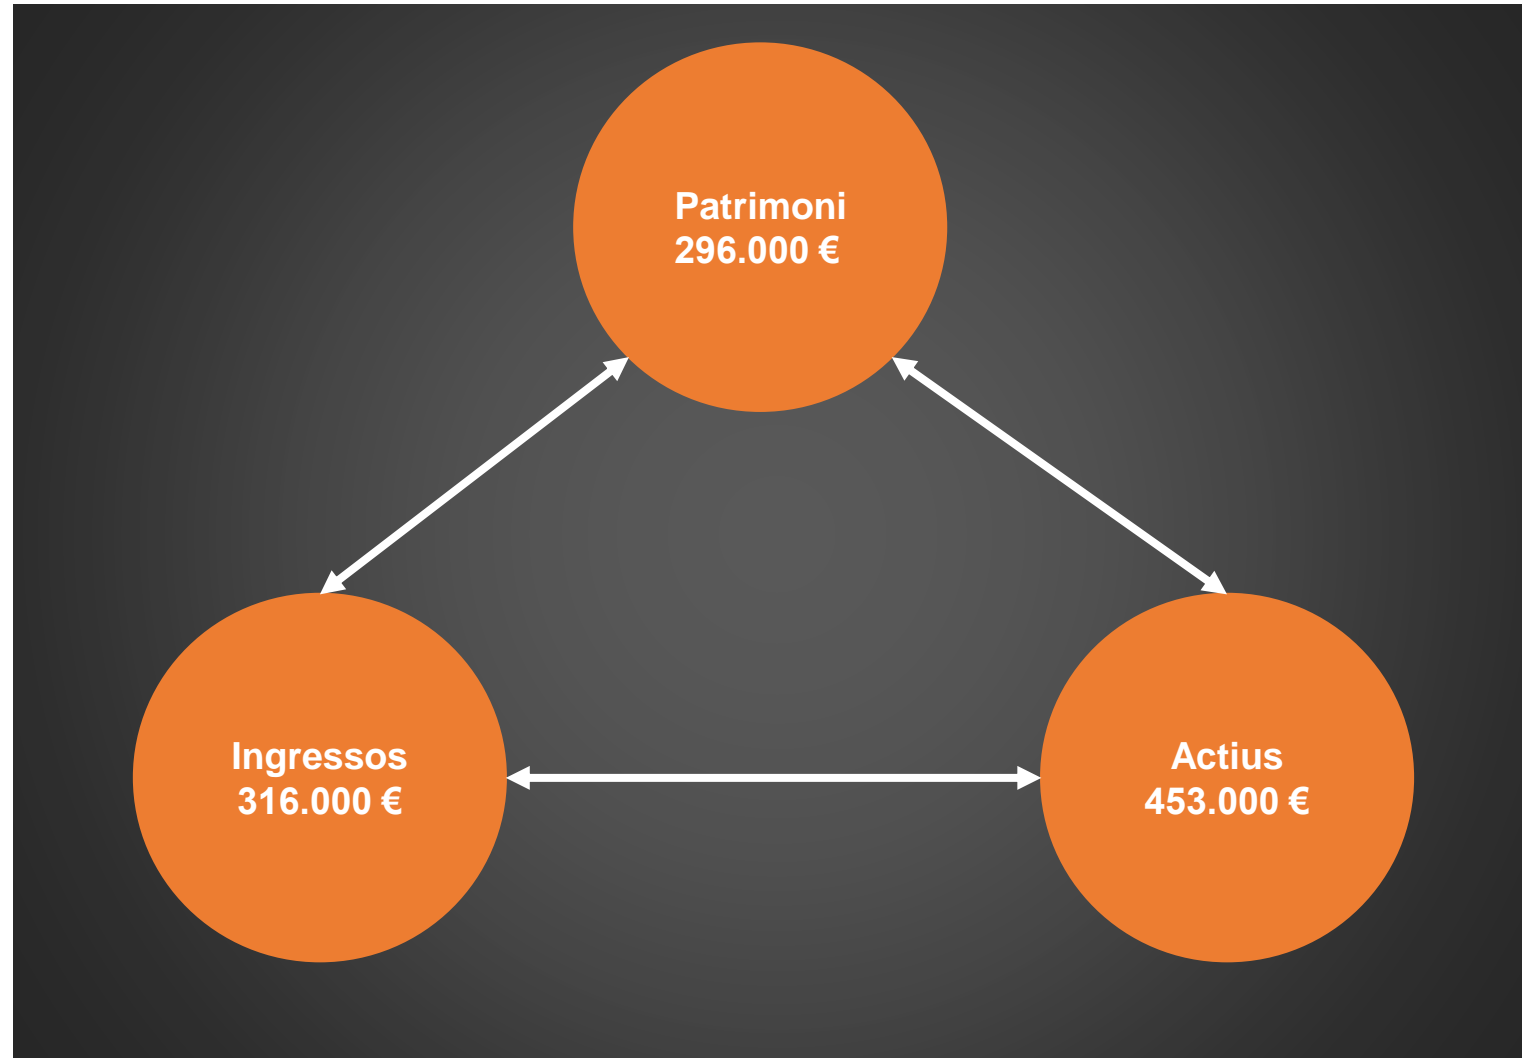 Patrimoni
296.000 €
Ingressos
316.000 €
Actius
453.000 €